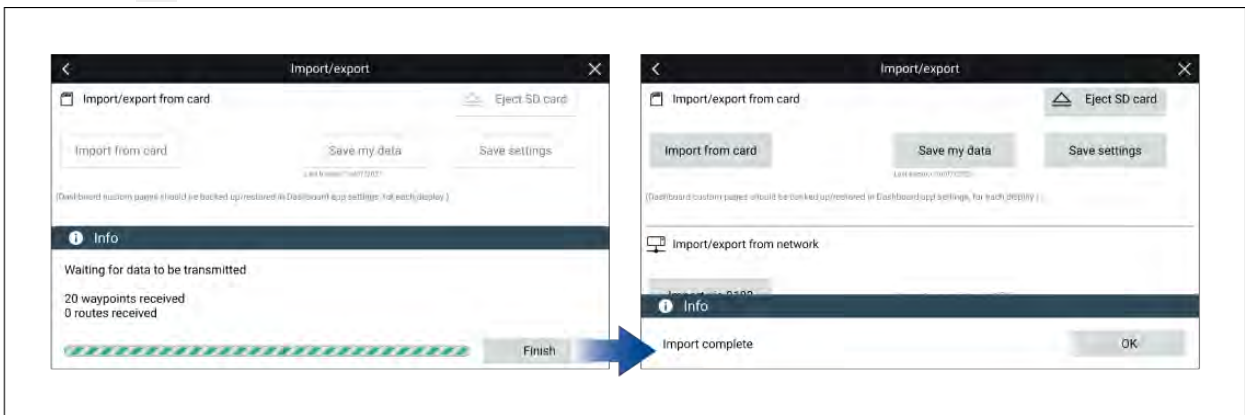 Import/export
Import/export from card
Eject SD card
Import from card
Save my data
Save settings
(Dashboard custom pages should be backed up/restored in Dashboard app settings, for each display.)
Info
Waiting for data to be transmitted
20 waypoints received
0 routes received
Finish
Import/export
Import/export from card
Eject SD card
Import from card
Save my data
Save settings
(Dashboard custom pages should be backed up/restored in Dashboard app settings, for each display.)
Import/export from network
Info
Import complete
OK